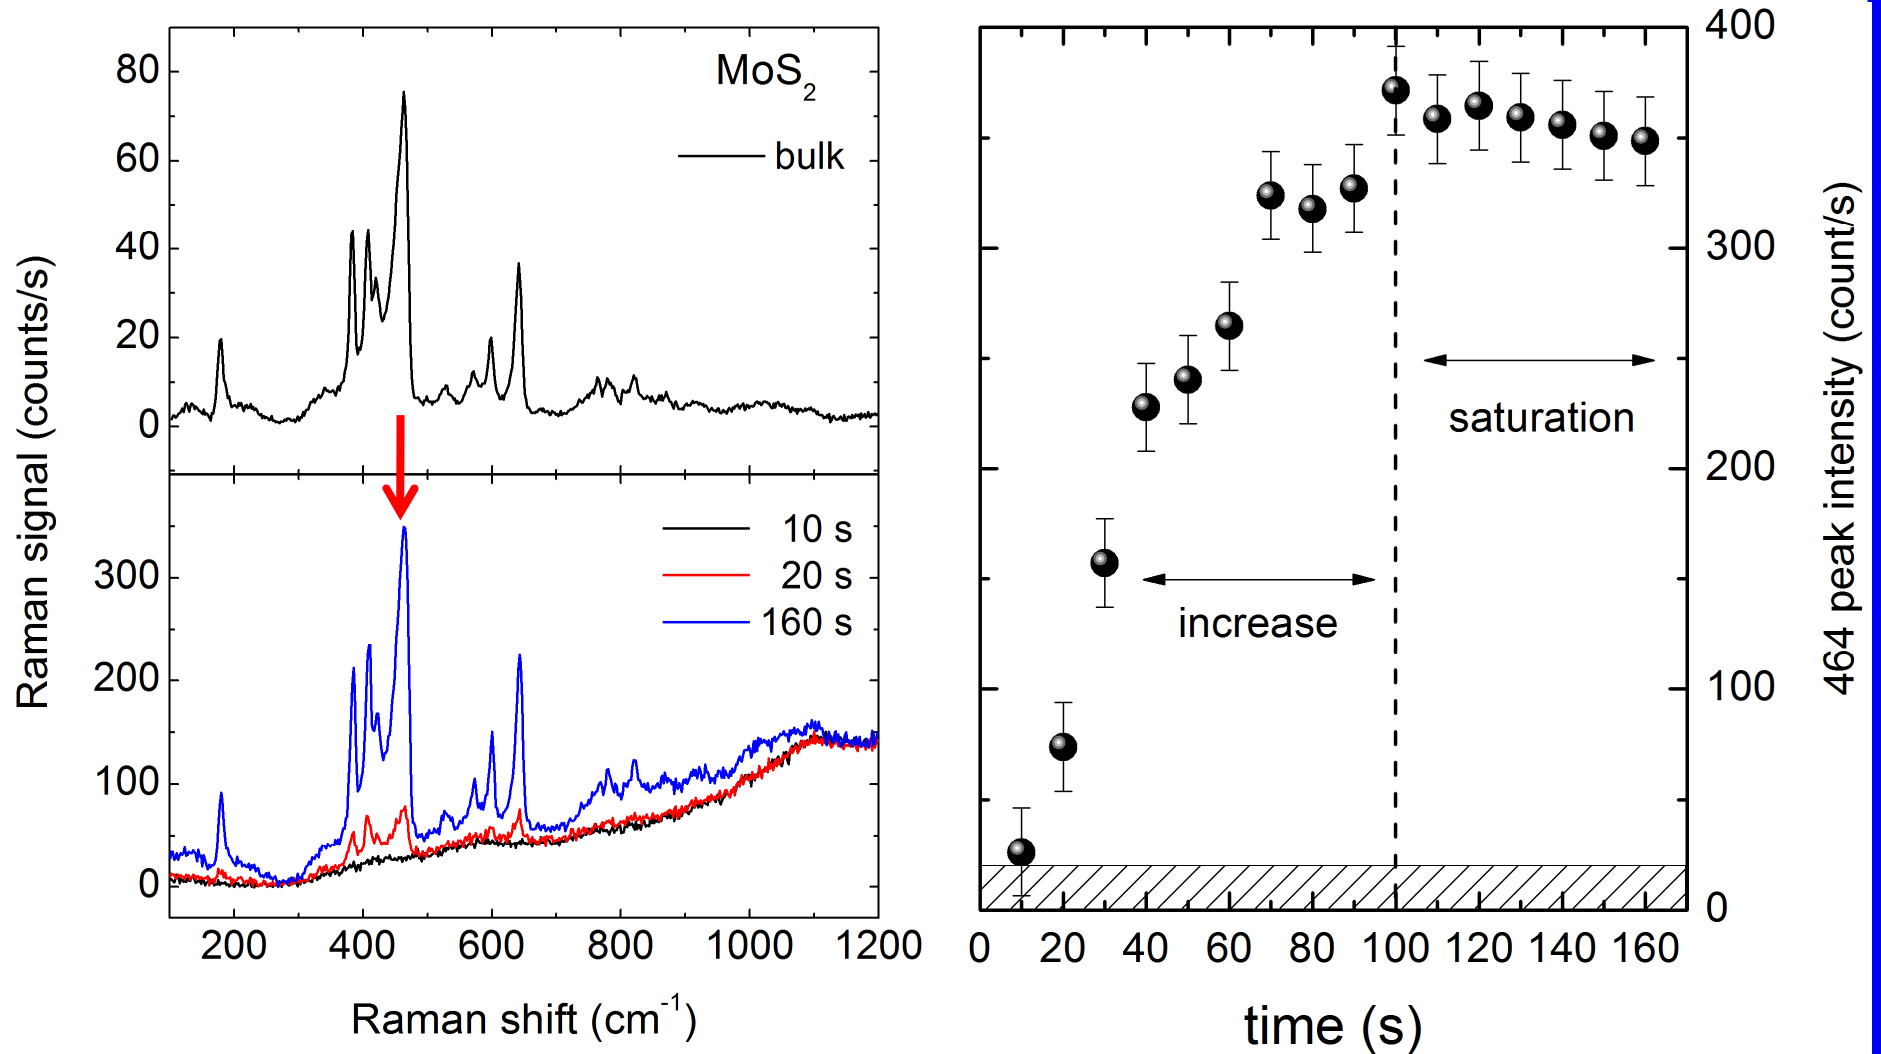 MoS2
bulk
80
60
40
20
0
Raman signal (counts/s)
10 s
20 s
160 s
300
200
100
0
200 400 600 800 1000 1200
Raman shift (cm-1)
400
300
200
100
0
464 peak intensity (count/s)
saturation
increase
0 20 40 60 80 100 120 140 160
time (s)